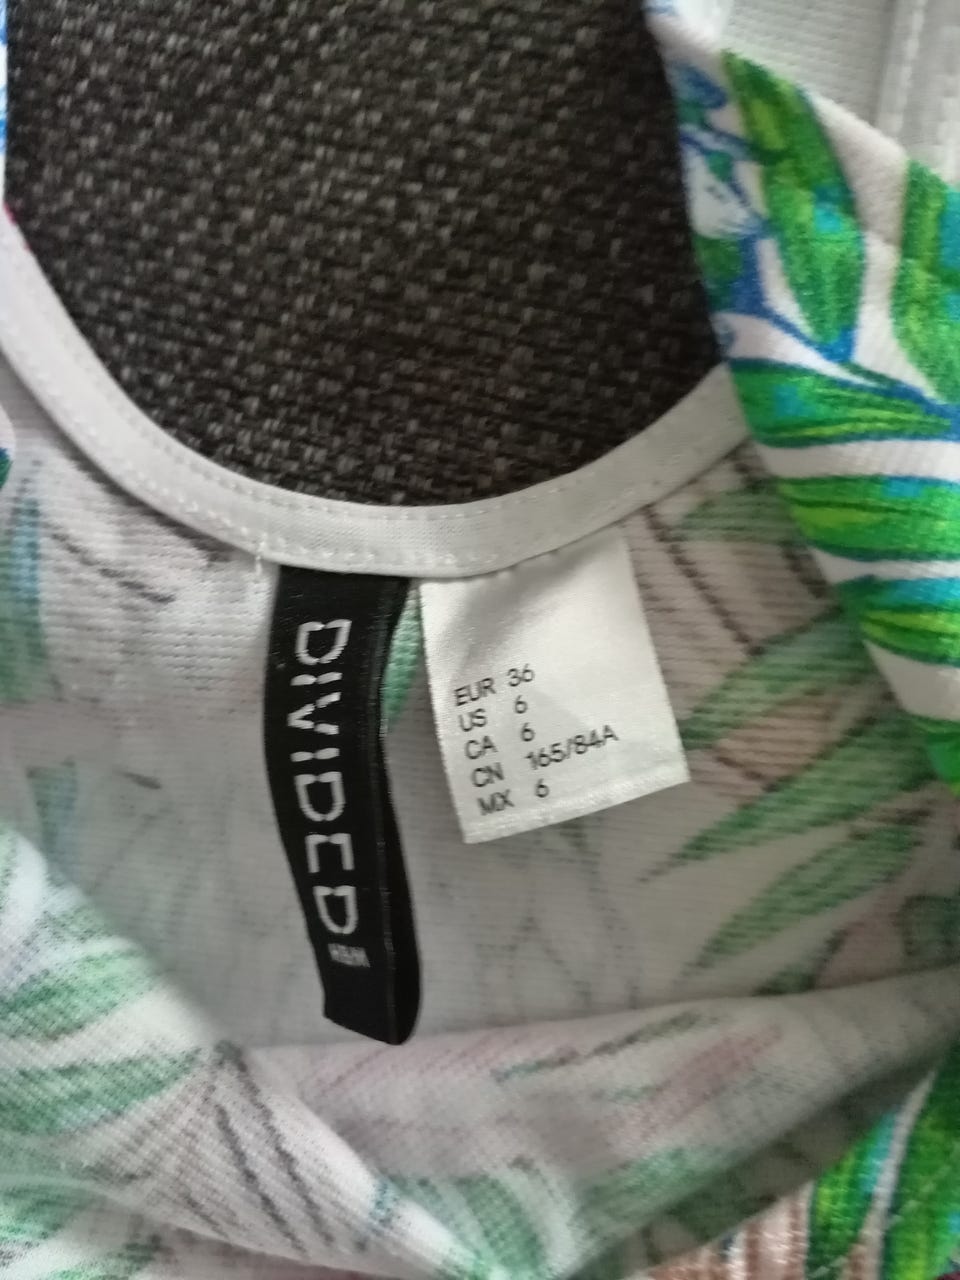 DIVIDED
H&M
EUR 36
US 6
CA 6
CN 165/84A
MX 6